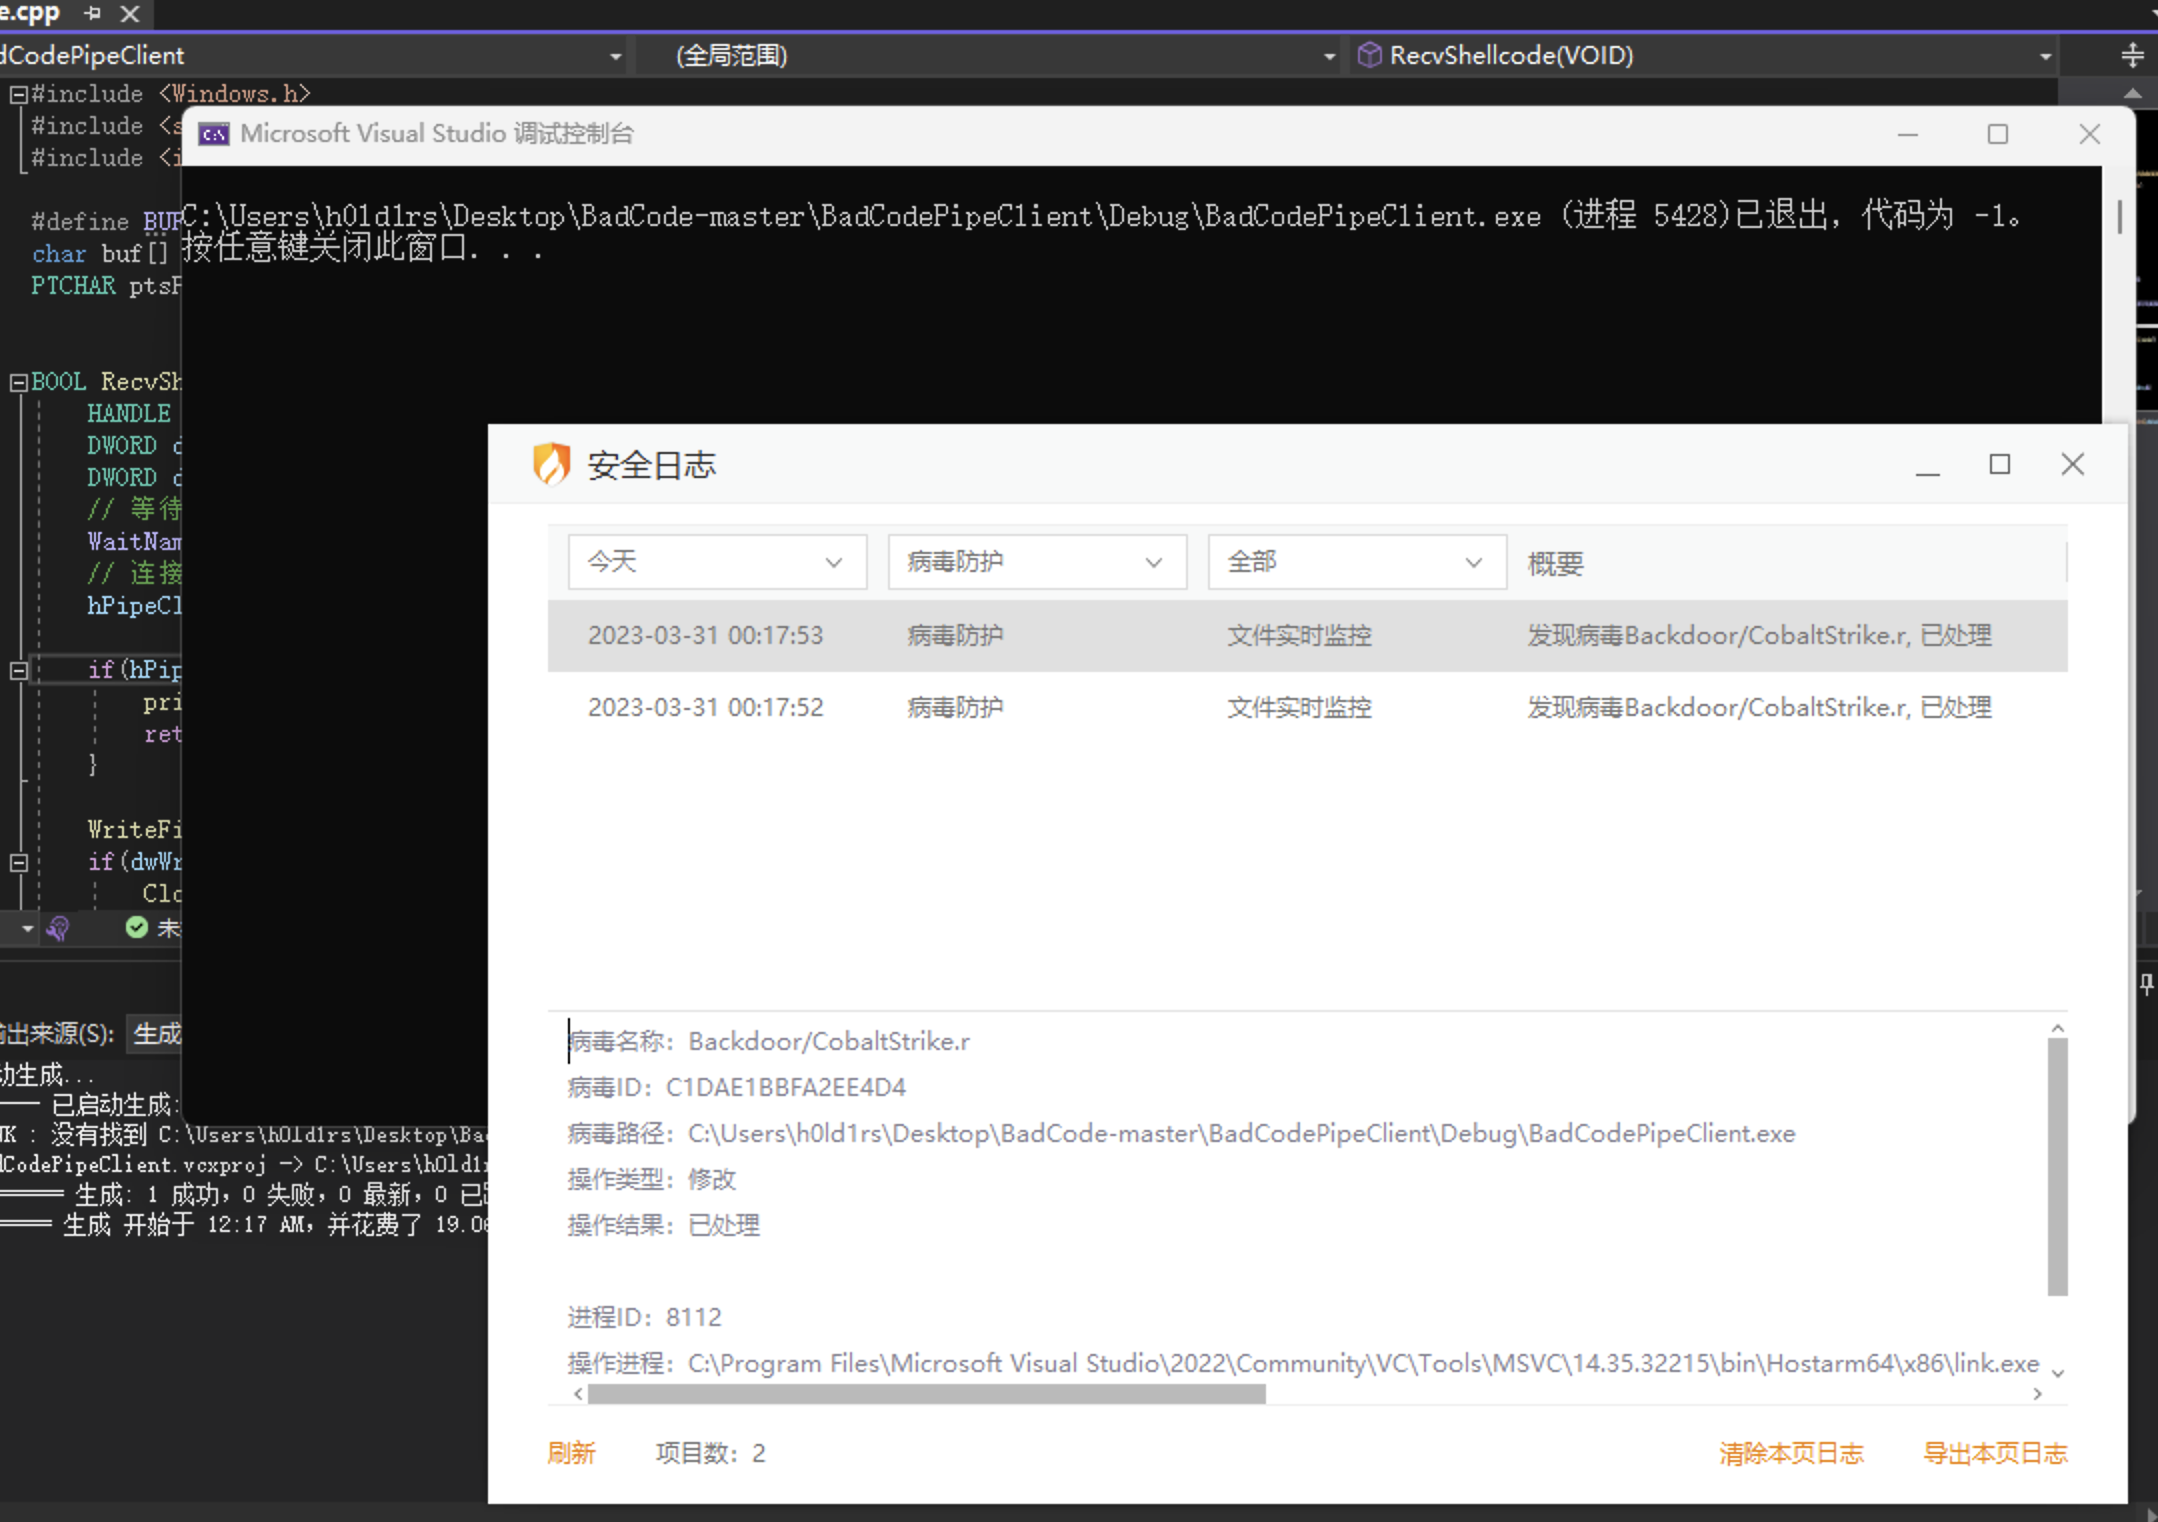 e.cpp
dCodePipeClient
(全局范围)
RecvShellcode(VOID)
#include <Windows.h>
#include <s
#include <i
#define BUF
char buf[]
PTCHAR ptsP
BOOL RecvSh
HANDLE
DWORD d
DWORD d
// 等待
WaitNam
// 连接
hPipeCl
if(hPip
pri
ret
}
WriteFi
if(dwWr
Clo
未
输出来源(S): 生成
动生成...
已启动生成:
NK : 没有找到 C:\Users\h0ld1rs\Desktop\Bad
dCodePipeClient.vcxproj -> C:\Users\h0ld1r
生成: 1 成功, 0 失败, 0 最新, 0 已
生成 开始于 12:17 AM, 并花费了 19.06
Microsoft Visual Studio 调试控制台
C:\Users\h0ld1rs\Desktop\BadCode-master\BadCodePipeClient\Debug\BadCodePipeClient.exe (进程 5428)已退出，代码为 -1。
按任意键关闭此窗口. . .
安全日志
今天 病毒防护 全部 概要
2023-03-31 00:17:53 病毒防护 文件实时监控 发现病毒Backdoor/CobaltStrike.r, 已处理
2023-03-31 00:17:52 病毒防护 文件实时监控 发现病毒Backdoor/CobaltStrike.r, 已处理
病毒名称：Backdoor/CobaltStrike.r
病毒ID：C1DAE1BBFA2EE4D4
病毒路径：C:\Users\h0ld1rs\Desktop\BadCode-master\BadCodePipeClient\Debug\BadCodePipeClient.exe
操作类型：修改
操作结果：已处理
进程ID：8112
操作进程：C:\Program Files\Microsoft Visual Studio\2022\Community\VC\Tools\MSVC\14.35.32215\bin\Hostarm64\x86\link.exe
刷新 项目数：2 清除本页日志 导出本页日志